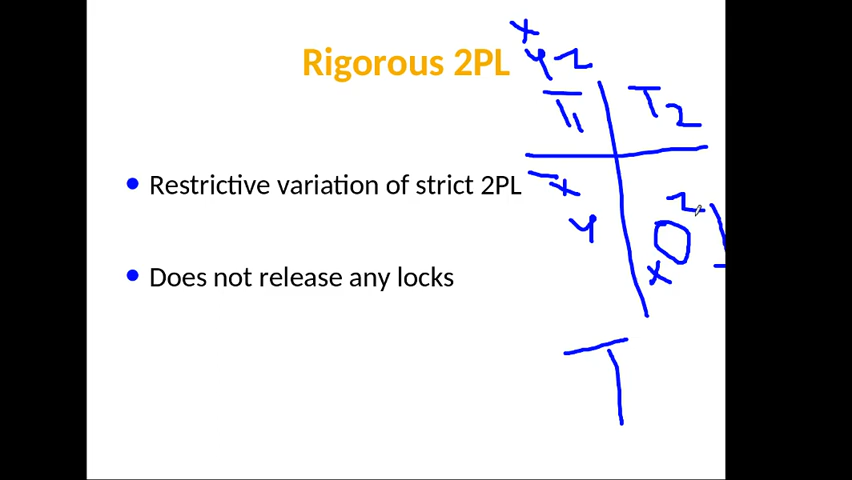 Rigorous 2PL
x
y z
T1 T2
x
y
z
x
Restrictive variation of strict 2PL
Does not release any locks
T